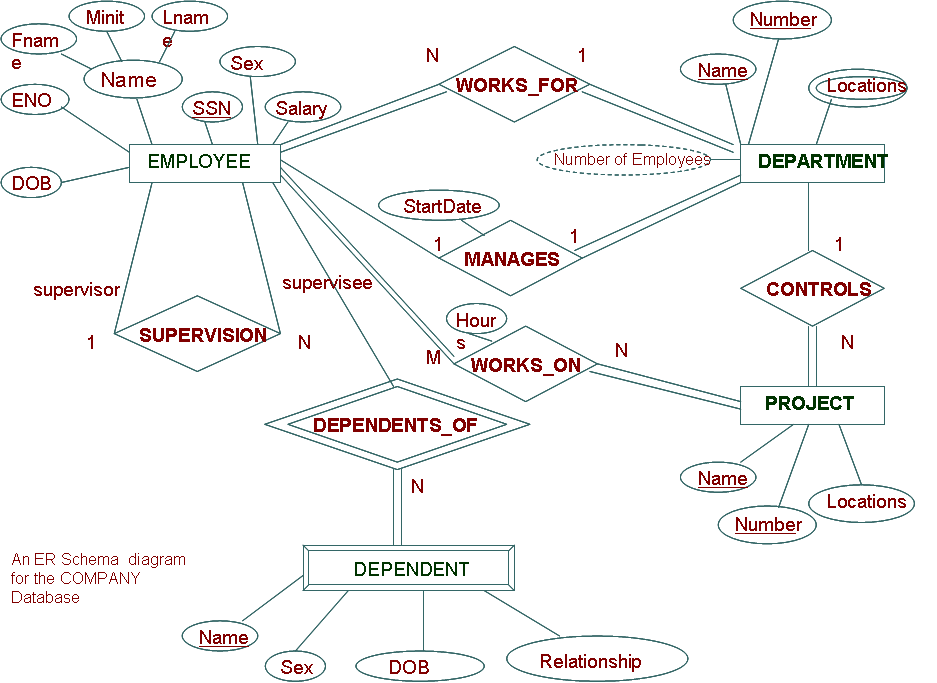 Minit
Lnam
e
Fnam
e
Name
Sex
ENO
SSN
Salary
DOB
EMPLOYEE
N
1
WORKS_FOR
Number
Name
Locations
Number of Employees
DEPARTMENT
StartDate
1
1
MANAGES
1
CONTROLS
N
supervisor
supervisee
SUPERVISION
1
N
Hour
s
M
WORKS_ON
N
PROJECT
DEPENDENTS_OF
N
Name
Number
Locations
An ER Schema diagram
for the COMPANY
Database
DEPENDENT
Name
Sex
DOB
Relationship